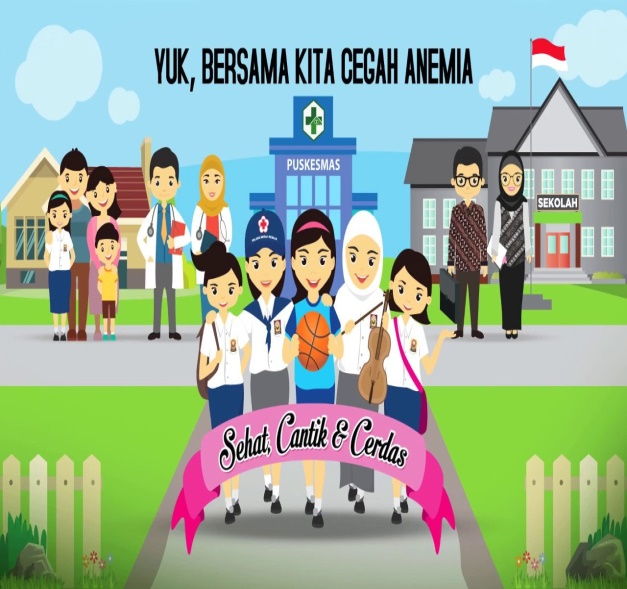 YUK, BERSAMA KITA CEGAH ANEMIA
PUSKESMAS
SEKOLAH
Sehat, Cantik & Cerdas